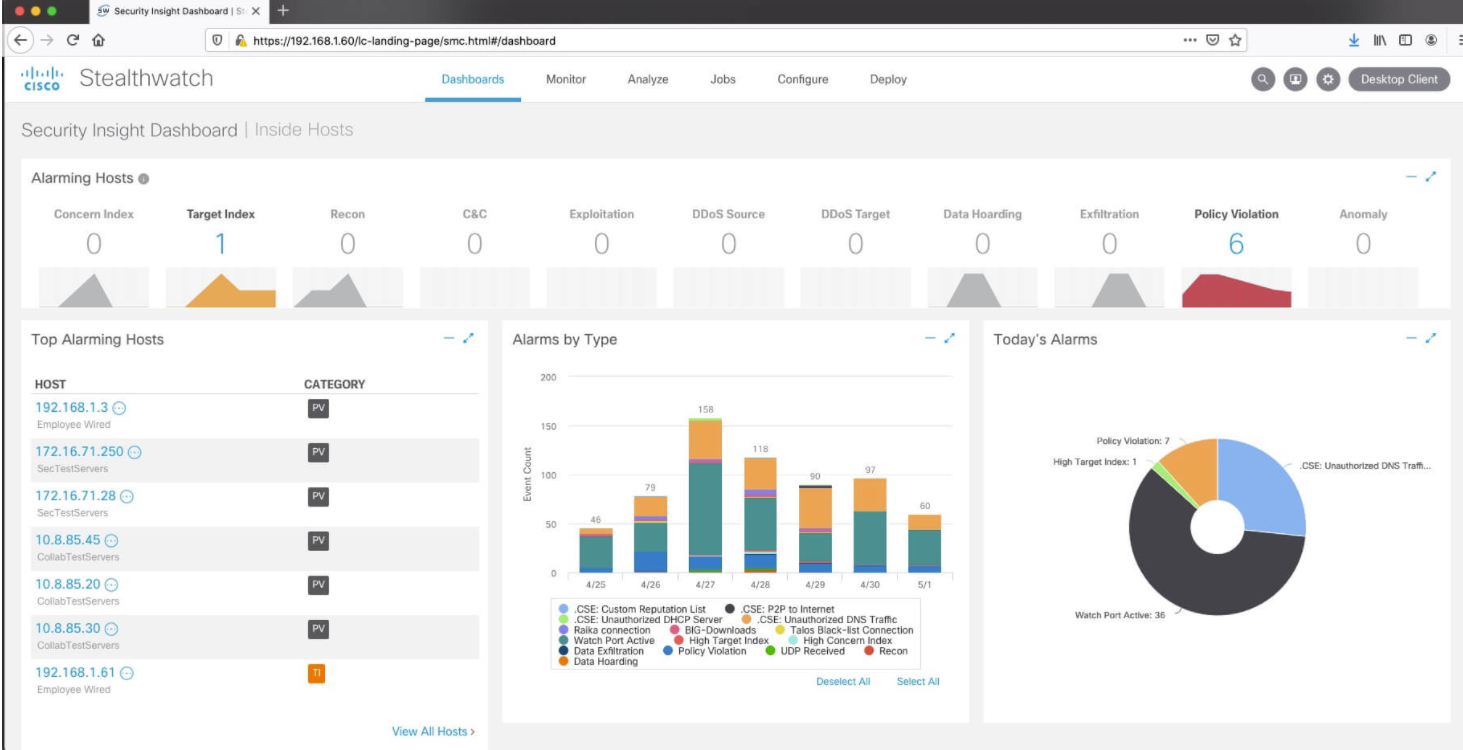 Security Insight Dashboard | St
https://192.168.1.60/lc-landing-page/smc.html#/dashboard
CISCO Stealthwatch Dashboards Monitor Analyze Jobs Configure Deploy Desktop Client
Security Insight Dashboard | Inside Hosts
Alarming Hosts
Concern Index Target Index Recon C&C Exploitation DDoS Source DDoS Target Data Hoarding Exfiltration Policy Violation Anomaly
0 1 0 0 0 0 0 0 0 6 0
Top Alarming Hosts
HOST CATEGORY
192.168.1.3 PV
Employee Wired
172.16.71.250 PV
SecTestServers
172.16.71.28 PV
SecTestServers
10.8.85.45 PV
CollabTestServers
10.8.85.20 PV
CollabTestServers
10.8.85.30 PV
CollabTestServers
192.168.1.61 TI
Employee Wired
View All Hosts >
Alarms by Type
Event Count
200
150
100
50
0
46 79 158 118 90 97 60
4/25 4/26 4/27 4/28 4/29 4/30 5/1
.CSE: Custom Reputation List .CSE: P2P to Internet
.CSE: Unauthorized DHCP Server .CSE: Unauthorized DNS Traffic
Raika connection BIG-Downloads Talos Black-list Connection
Watch Port Active High Target Index High Concern Index
Data Exfiltration Policy Violation UDP Received Recon
Data Hoarding
Deselect All Select All
Today's Alarms
Policy Violation: 7
High Target Index: 1
.CSE: Unauthorized DNS Traffi...
Watch Port Active: 36